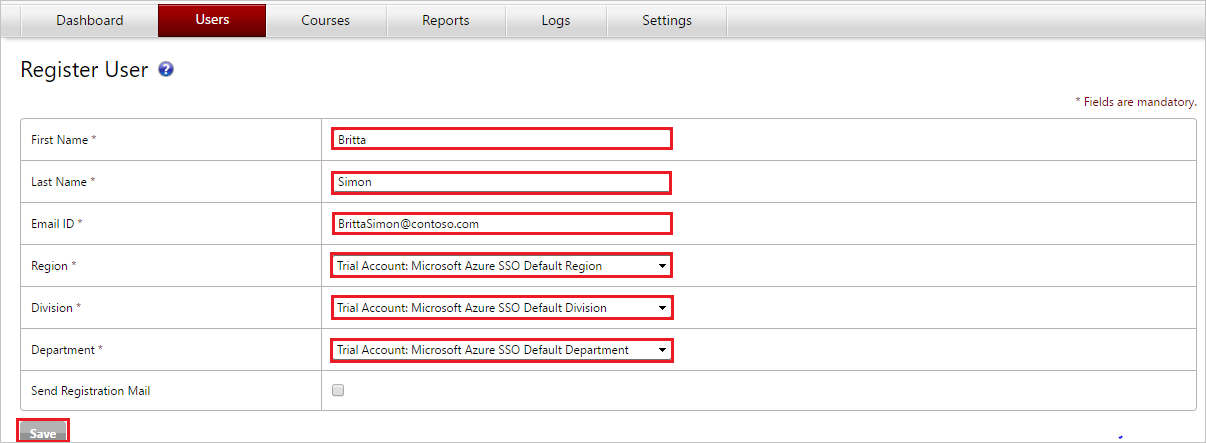 Dashboard Users Courses Reports Logs Settings
Register User ?
* Fields are mandatory.
First Name * Britta
Last Name * Simon
Email ID * BrittaSimon@contoso.com
Region * Trial Account: Microsoft Azure SSO Default Region
Division * Trial Account: Microsoft Azure SSO Default Division
Department * Trial Account: Microsoft Azure SSO Default Department
Send Registration Mail
Save